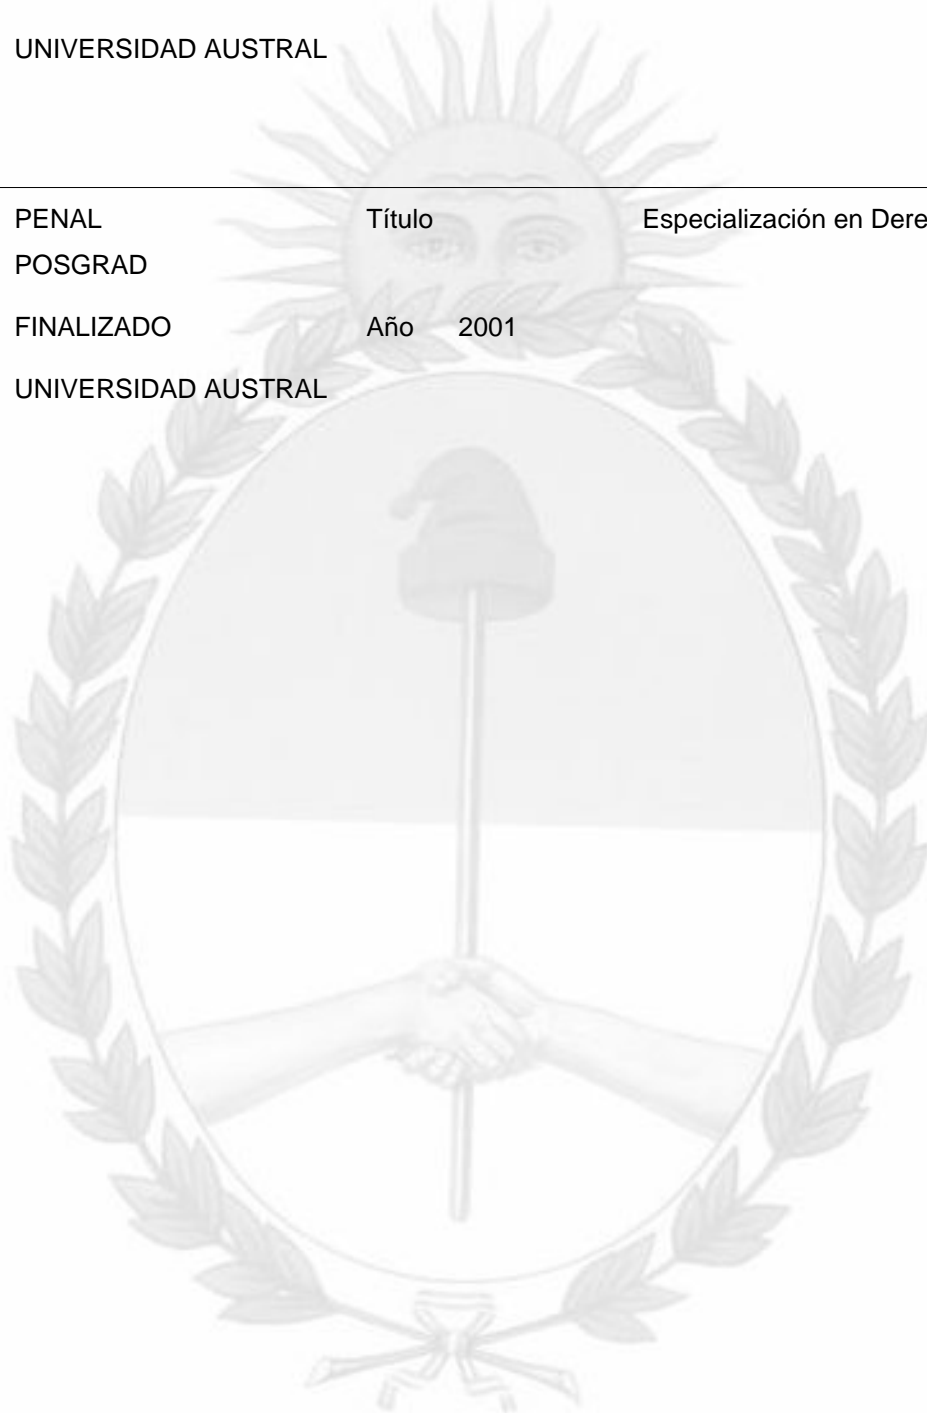 UNIVERSIDAD AUSTRAL
PENAL Título Especialización en Dere
POSGRAD
FINALIZADO Año 2001
UNIVERSIDAD AUSTRAL